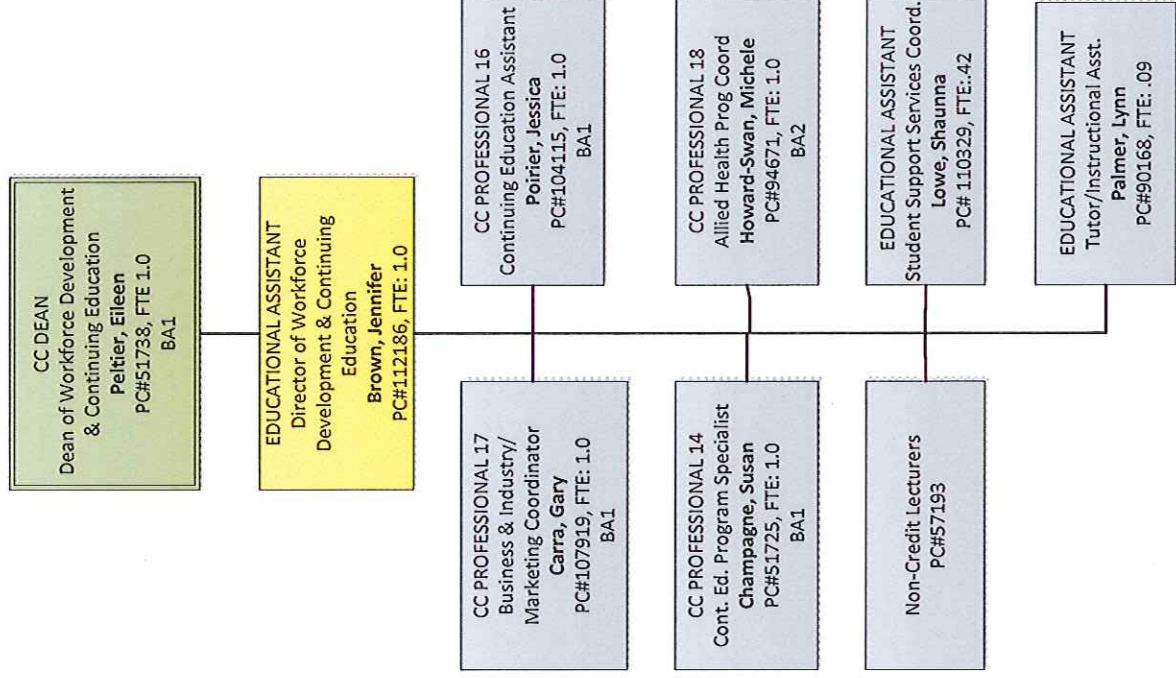 CC DEAN
Dean of Workforce Development
& Continuing Education
Peltier, Eileen
PC#51738, FTE 1.0
BA1
EDUCATIONAL ASSISTANT
Director of Workforce
Development & Continuing
Education
Brown, Jennifer
PC#112186, FTE: 1.0
CC PROFESSIONAL 17
Business & Industry/
Marketing Coordinator
Carra, Gary
PC#107919, FTE: 1.0
BA1
CC PROFESSIONAL 16
Continuing Education Assistant
Poirier, Jessica
PC#104115, FTE: 1.0
BA1
CC PROFESSIONAL 14
Cont. Ed. Program Specialist
Champagne, Susan
PC#51725, FTE: 1.0
BA1
CC PROFESSIONAL 18
Allied Health Prog Coord
Howard-Swan, Michele
PC#94671, FTE: 1.0
BA2
Non-Credit Lecturers
PC#57193
EDUCATIONAL ASSISTANT
Student Support Services Coord.
Lowe, Shaunna
PC# 110329, FTE:.42
EDUCATIONAL ASSISTANT
Tutor/Instructional Asst.
Palmer, Lynn
PC#90168, FTE: .09